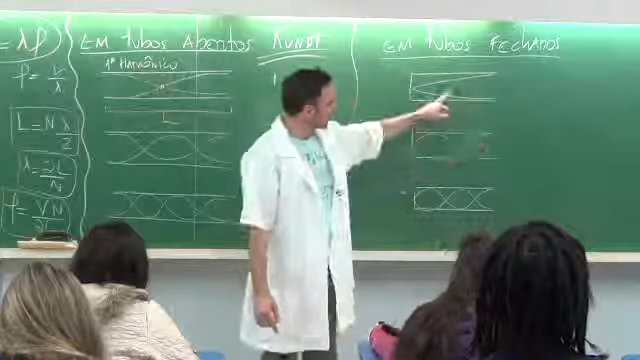 =λf
EM TUBOS ABERTOS
KUNDT
EM TUBOS FECHADOS
1º HARMÔNICO
f = V/λ
L
L = N λ/2
λ = 2L/N
f = VN/2L